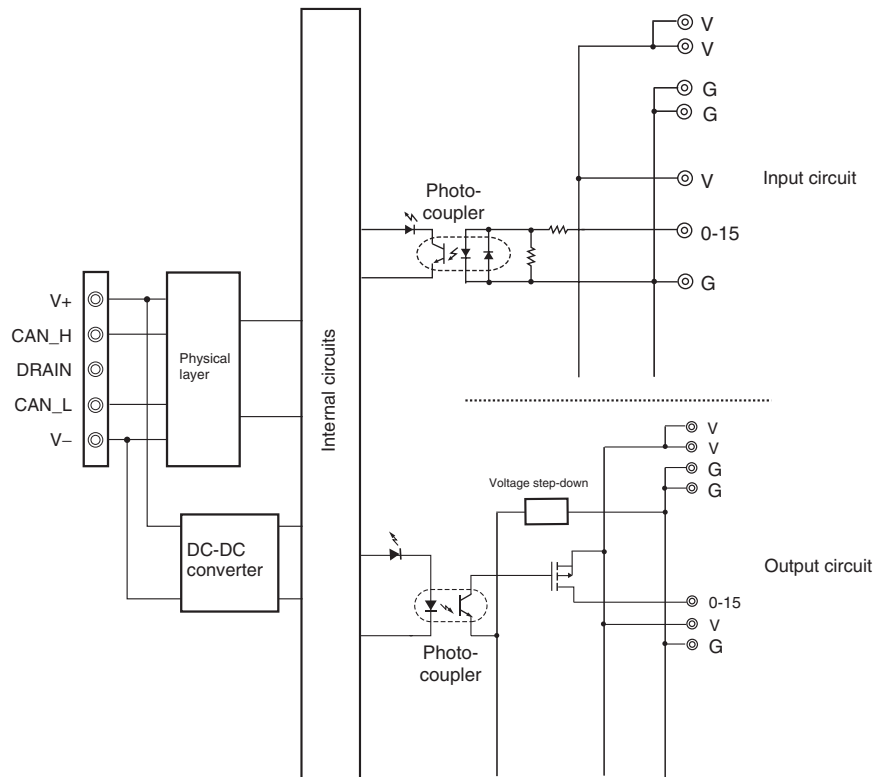 V
V
G
G
V
Input circuit
Photo-
coupler
0-15
G
V+
CAN_H
DRAIN
CAN_L
V–
Physical
layer
Internal circuits
DC-DC
converter
V
V
G
G
Voltage step-down
Output circuit
0-15
V
G
Photo-
coupler